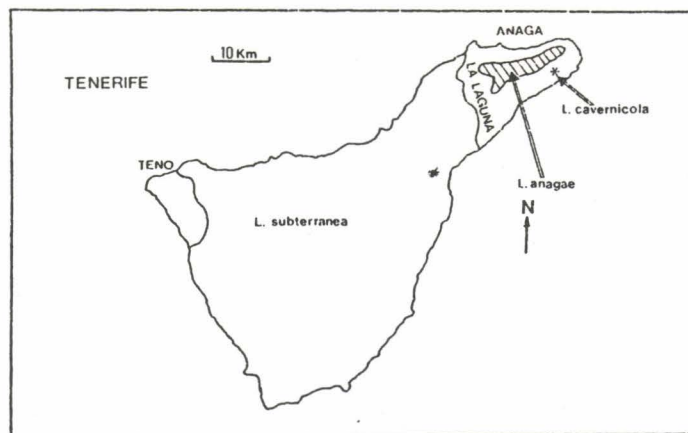 ANAGA
10 Km
TENERIFE
LA LAGUNA
L. cavernicola
TENO
L. anagae
N
L. subterranea